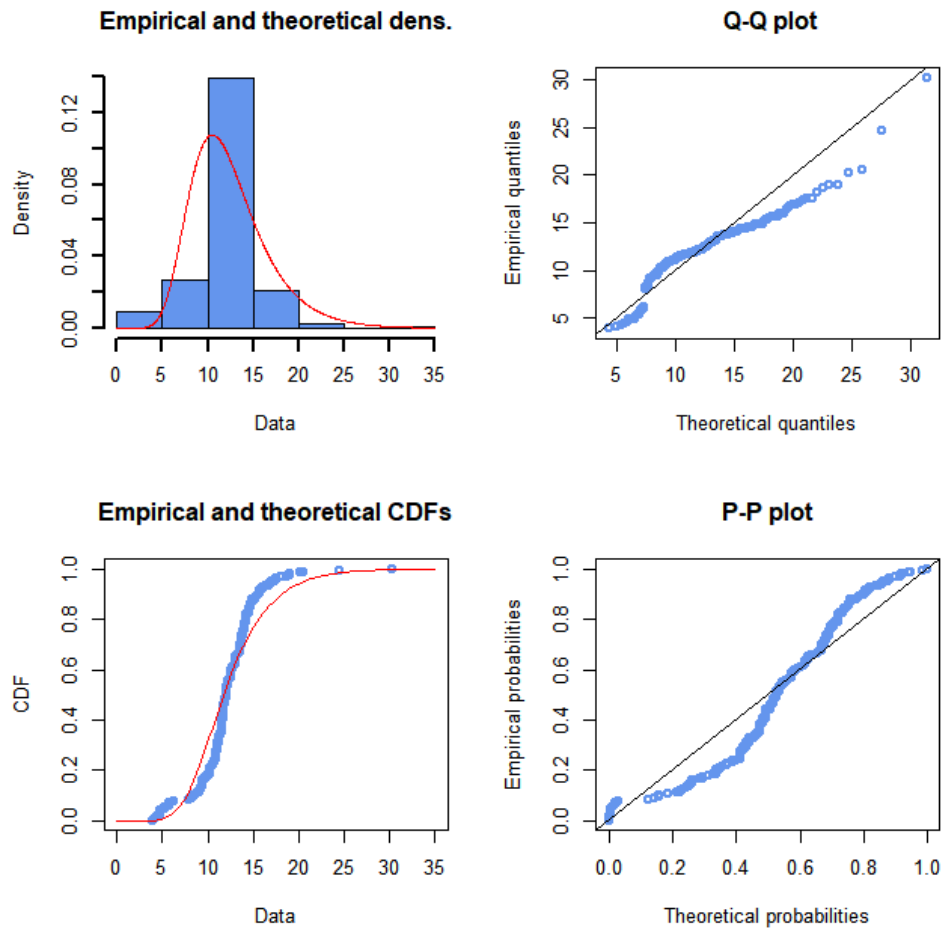 Empirical and theoretical dens.
Density
0.00 0.04 0.08 0.12
0 5 10 15 20 25 30 35
Data
Q-Q plot
Empirical quantiles
5 10 15 20 25 30
5 10 15 20 25 30
Theoretical quantiles
Empirical and theoretical CDFs
CDF
0.0 0.2 0.4 0.6 0.8 1.0
0 5 10 15 20 25 30 35
Data
P-P plot
Empirical probabilities
0.0 0.2 0.4 0.6 0.8 1.0
0.0 0.2 0.4 0.6 0.8 1.0
Theoretical probabilities